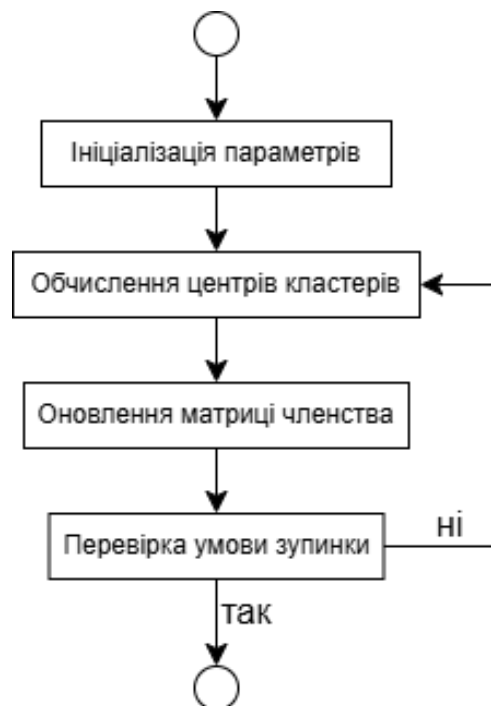 Ініціалізація параметрів
Обчислення центрів кластерів
Оновлення матриці членства
Перевірка умови зупинки
ні
так